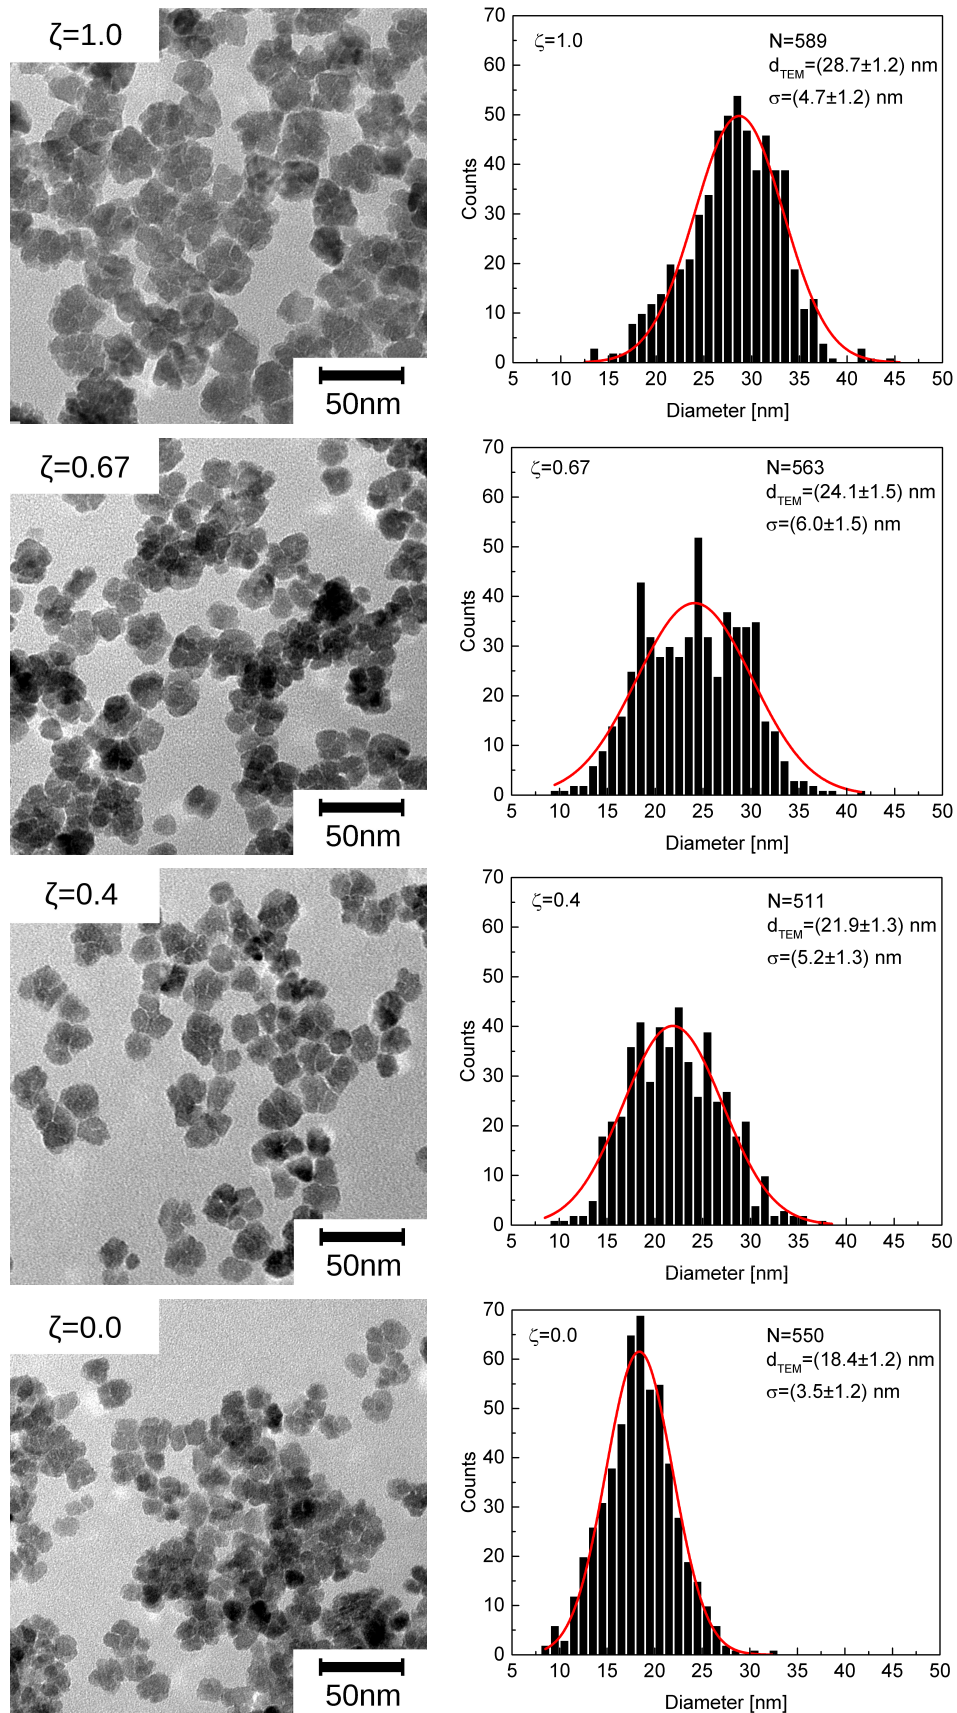 ζ=1.0
50nm
70
60
50
40
30
20
10
0
Counts
ζ=1.0
N=589
dTEM=(28.7±1.2) nm
σ=(4.7±1.2) nm
5 10 15 20 25 30 35 40 45 50
Diameter [nm]
ζ=0.67
50nm
70
60
50
40
30
20
10
0
Counts
ζ=0.67
N=563
dTEM=(24.1±1.5) nm
σ=(6.0±1.5) nm
5 10 15 20 25 30 35 40 45 50
Diameter [nm]
ζ=0.4
50nm
70
60
50
40
30
20
10
0
Counts
ζ=0.4
N=511
dTEM=(21.9±1.3) nm
σ=(5.2±1.3) nm
5 10 15 20 25 30 35 40 45 50
Diameter [nm]
ζ=0.0
50nm
70
60
50
40
30
20
10
0
Counts
ζ=0.0
N=550
dTEM=(18.4±1.2) nm
σ=(3.5±1.2) nm
5 10 15 20 25 30 35 40 45 50
Diameter [nm]